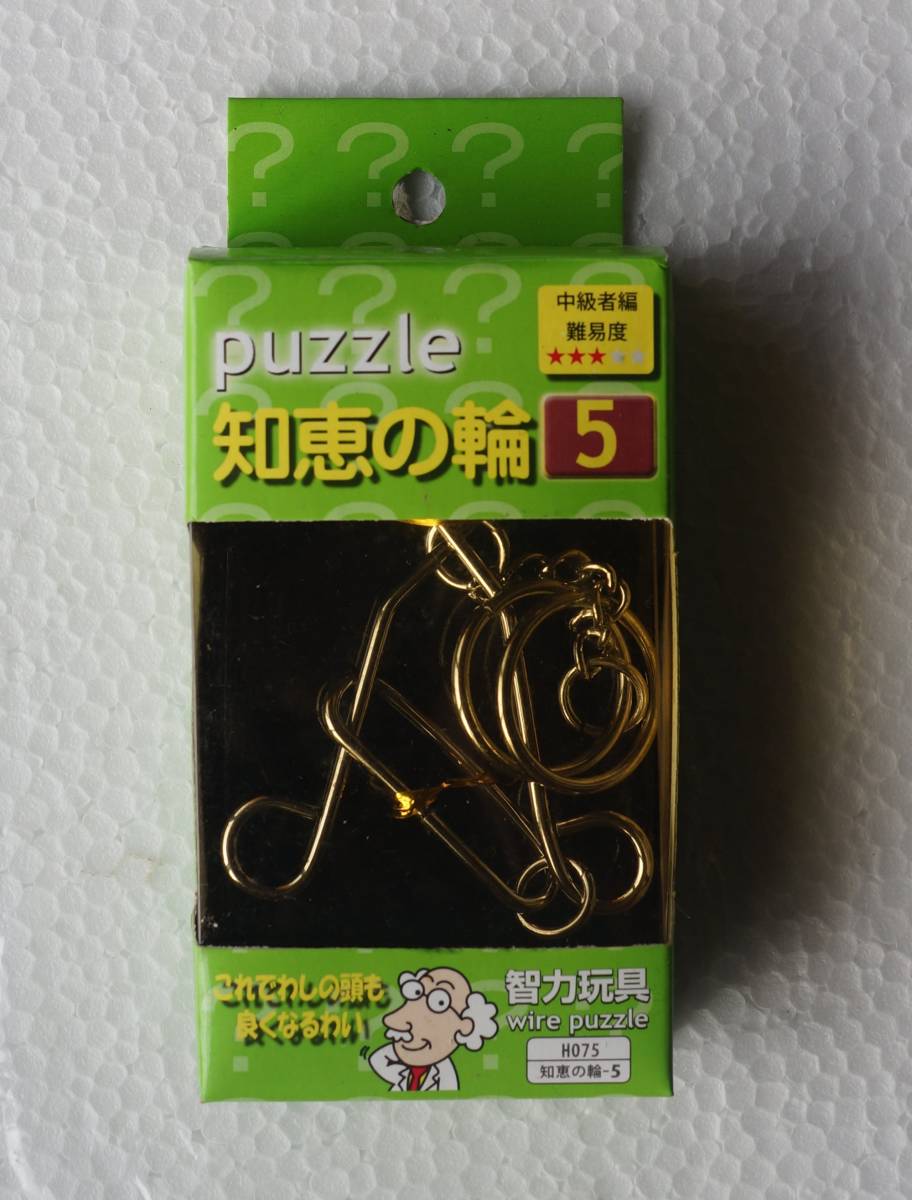 puzzle
中級者編
難易度
★★★★★
知恵の輪 5
これでわしの頭も
良くなるわい
智力玩具
wire puzzle
H075
知恵の輪-5